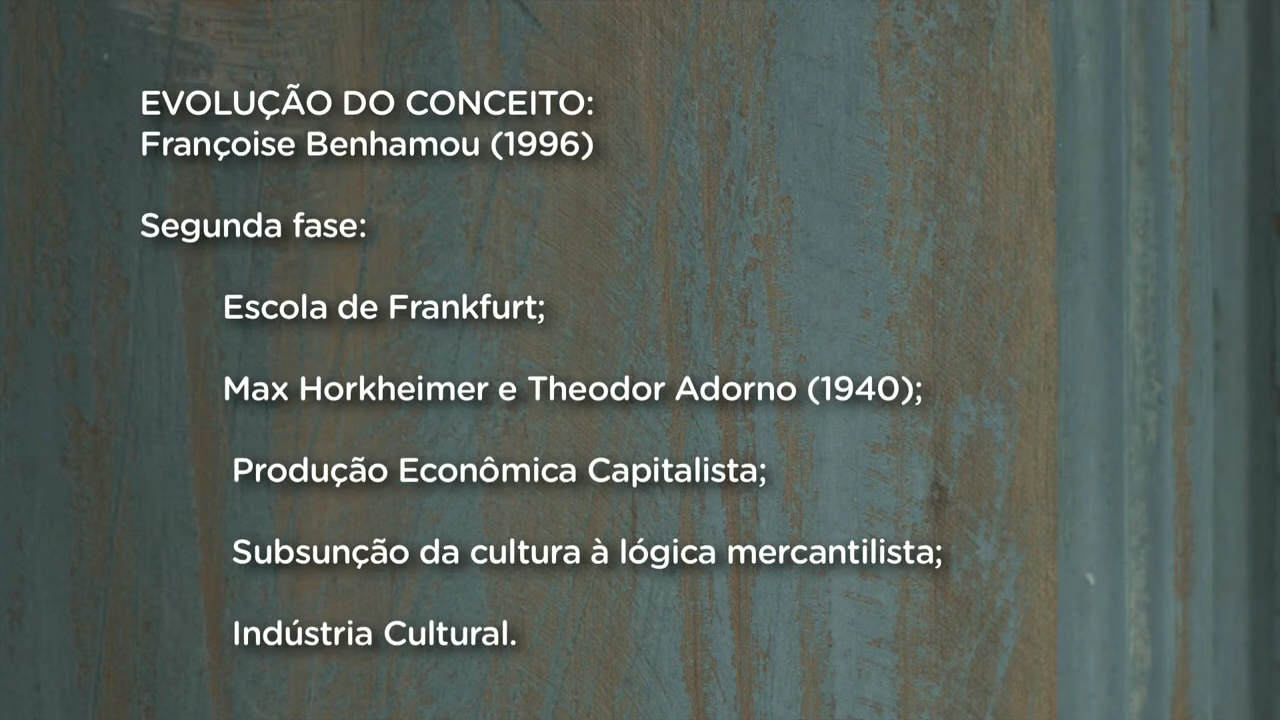 EVOLUÇÃO DO CONCEITO:
Françoise Benhamou (1996)
Segunda fase:
Escola de Frankfurt;
Max Horkheimer e Theodor Adorno (1940);
Produção Econômica Capitalista;
Subsunção da cultura à lógica mercantilista;
Indústria Cultural.